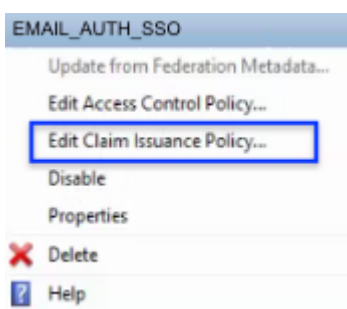 EMAIL_AUTH_SSO
Update from Federation Metadata...
Edit Access Control Policy...
Edit Claim Issuance Policy...
Disable
Properties
Delete
Help